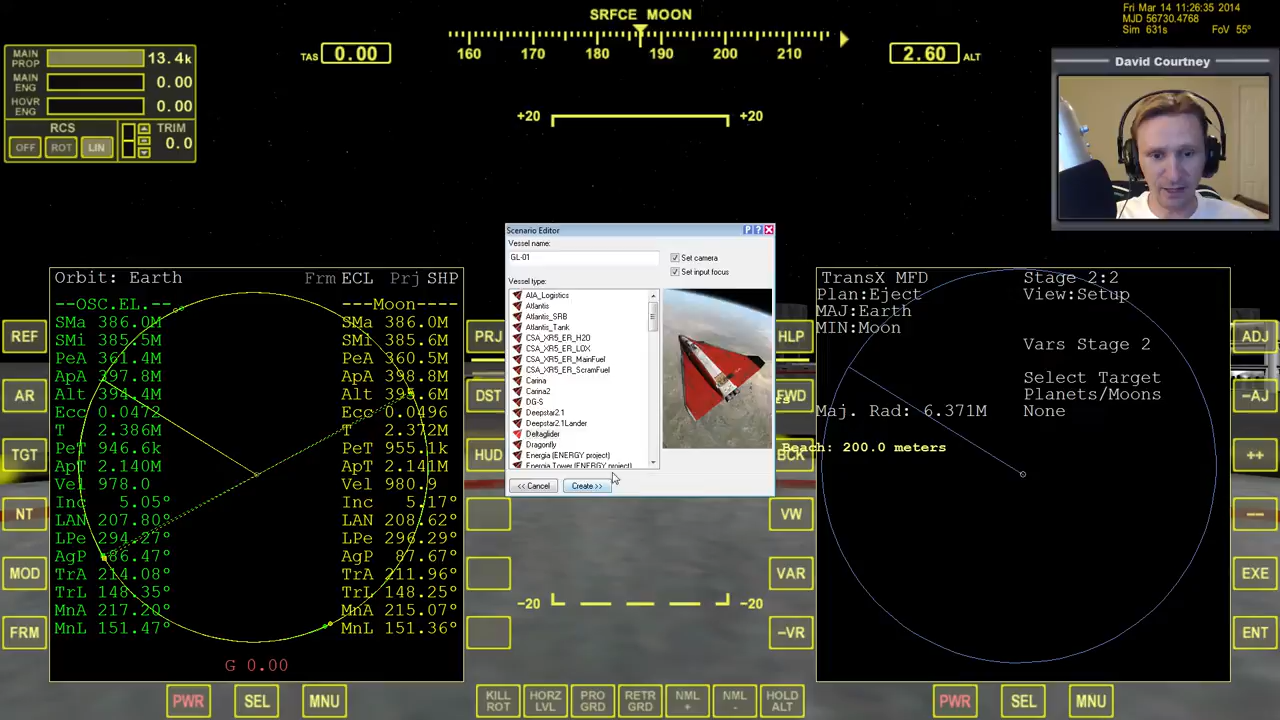 SRFCE MOON
Fri Mar 14 11:26:35 2014
MJD 56730.4768
Sim 631s FoV 55°
MAIN PROP 13.4k
MAIN ENG 0.00
HOVR ENG 0.00
RCS
OFF ROT LIN
TRIM
0.0
TAS 0.00
160 170 180 190 200 210
2.60 ALT
David Courtney
+20 +20
Scenario Editor
P ?
Vessel name:
GL-01
Set camera
Set input focus
Vessel type:
AIA_Logistics
Atlantis
Atlantis_SRB
Atlantis_Tank
CSA_XR5_ER_H2O
CSA_XR5_ER_LOX
CSA_XR5_ER_MainFuel
CSA_XR5_ER_ScramFuel
Carina
Carina2
DG-S
Deepstar2.1
Deepstar2.1Lander
Deltaglider
Dragonfly
Energia (ENERGY project)
Energia Tower (ENERGY project)
<< Cancel
Create >>
Orbit: Earth Frm ECL Prj SHP
--OSC.EL.-- ---Moon----
SMa 386.0M SMa 386.0M
SMi 385.5M SMi 385.6M
PeA 361.4M PeA 360.5M
ApA 397.8M ApA 398.8M
Alt 394.4M Alt 395.6M
Ecc 0.0472 Ecc 0.0496
T 2.386M T 2.372M
PeT 946.6k PeT 955.1k
ApT 2.140M ApT 2.141M
Vel 978.0 Vel 980.9
Inc 5.05° Inc 5.17°
LAN 207.80° LAN 208.62°
LPe 294.27° LPe 296.29°
AgP 86.47° AgP 87.67°
TrA 214.08° TrA 211.96°
TrL 148.35° TrL 148.25°
MnA 217.20° MnA 215.07°
MnL 151.47° MnL 151.36°
G 0.00
REF
AR
TGT
NT
MOD
FRM
PRJ
DST
HUD
PWR SEL MNU
TransX MFD Stage 2:2
Plan:Eject View:Setup
MAJ:Earth
MIN:Moon
Vars Stage 2
Select Target
Planets/Moons
Maj. Rad: 6.371M None
Beach: 200.0 meters
HLP
FWD
BCK
VW
VAR
-VR
ADJ
-AJ
++
--
EXE
ENT
PWR SEL MNU
-20 -20
KILL ROT
HORZ LVL
PRO GRD
RETR GRD
NML +
NML -
HOLD ALT